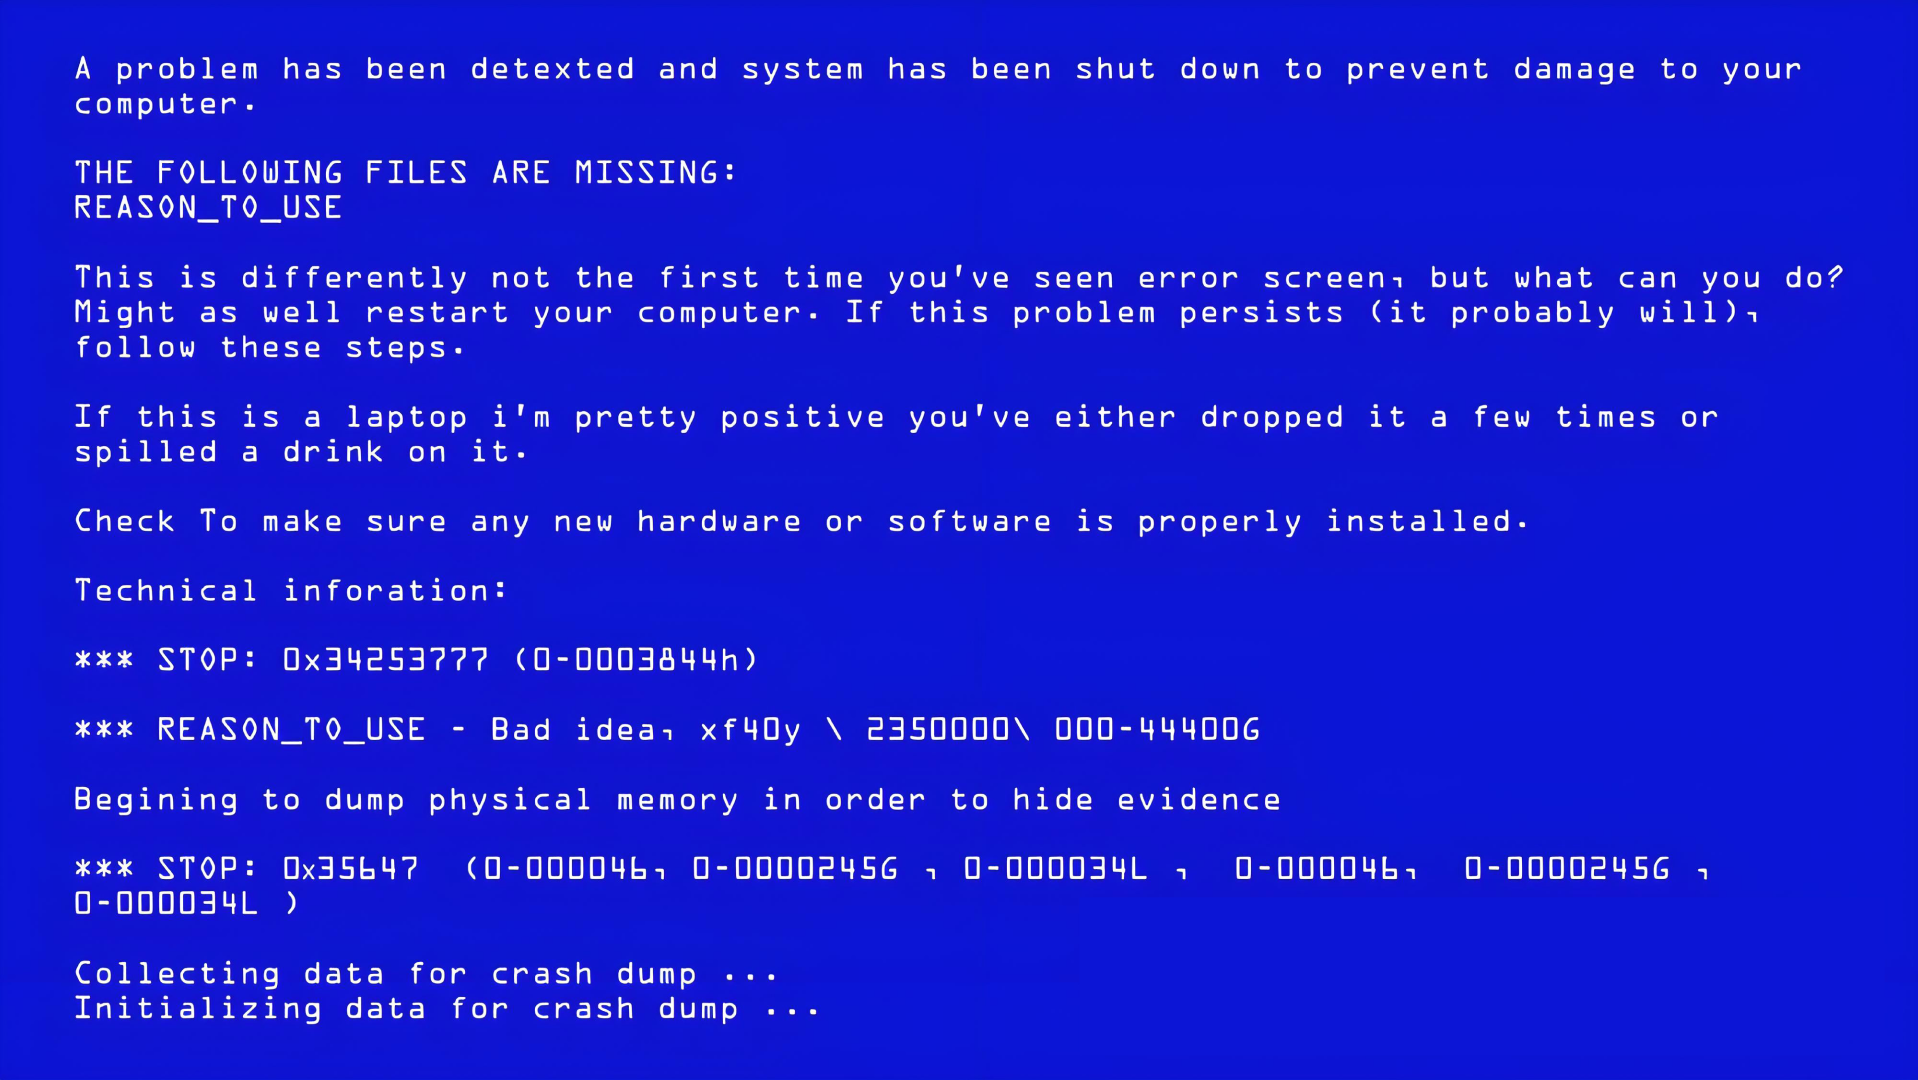 A problem has been detexted and system has been shut down to prevent damage to your
computer.
THE FOLLOWING FILES ARE MISSING:
REASON_TO_USE
This is differently not the first time you've seen error screen, but what can you do?
Might as well restart your computer. If this problem persists (it probably will),
follow these steps.
If this is a laptop i'm pretty positive you've either dropped it a few times or
spilled a drink on it.
Check To make sure any new hardware or software is properly installed.
Technical inforation:
*** STOP: 0x34253777 (0-0003844h)
*** REASON_TO_USE - Bad idea, xf40y \ 2350000\ 000-44400G
Begining to dump physical memory in order to hide evidence
*** STOP: 0x35647  (0-000046, 0-0000245G , 0-000034L ,  0-000046,  0-0000245G ,
0-000034L )
Collecting data for crash dump ...
Initializing data for crash dump ...